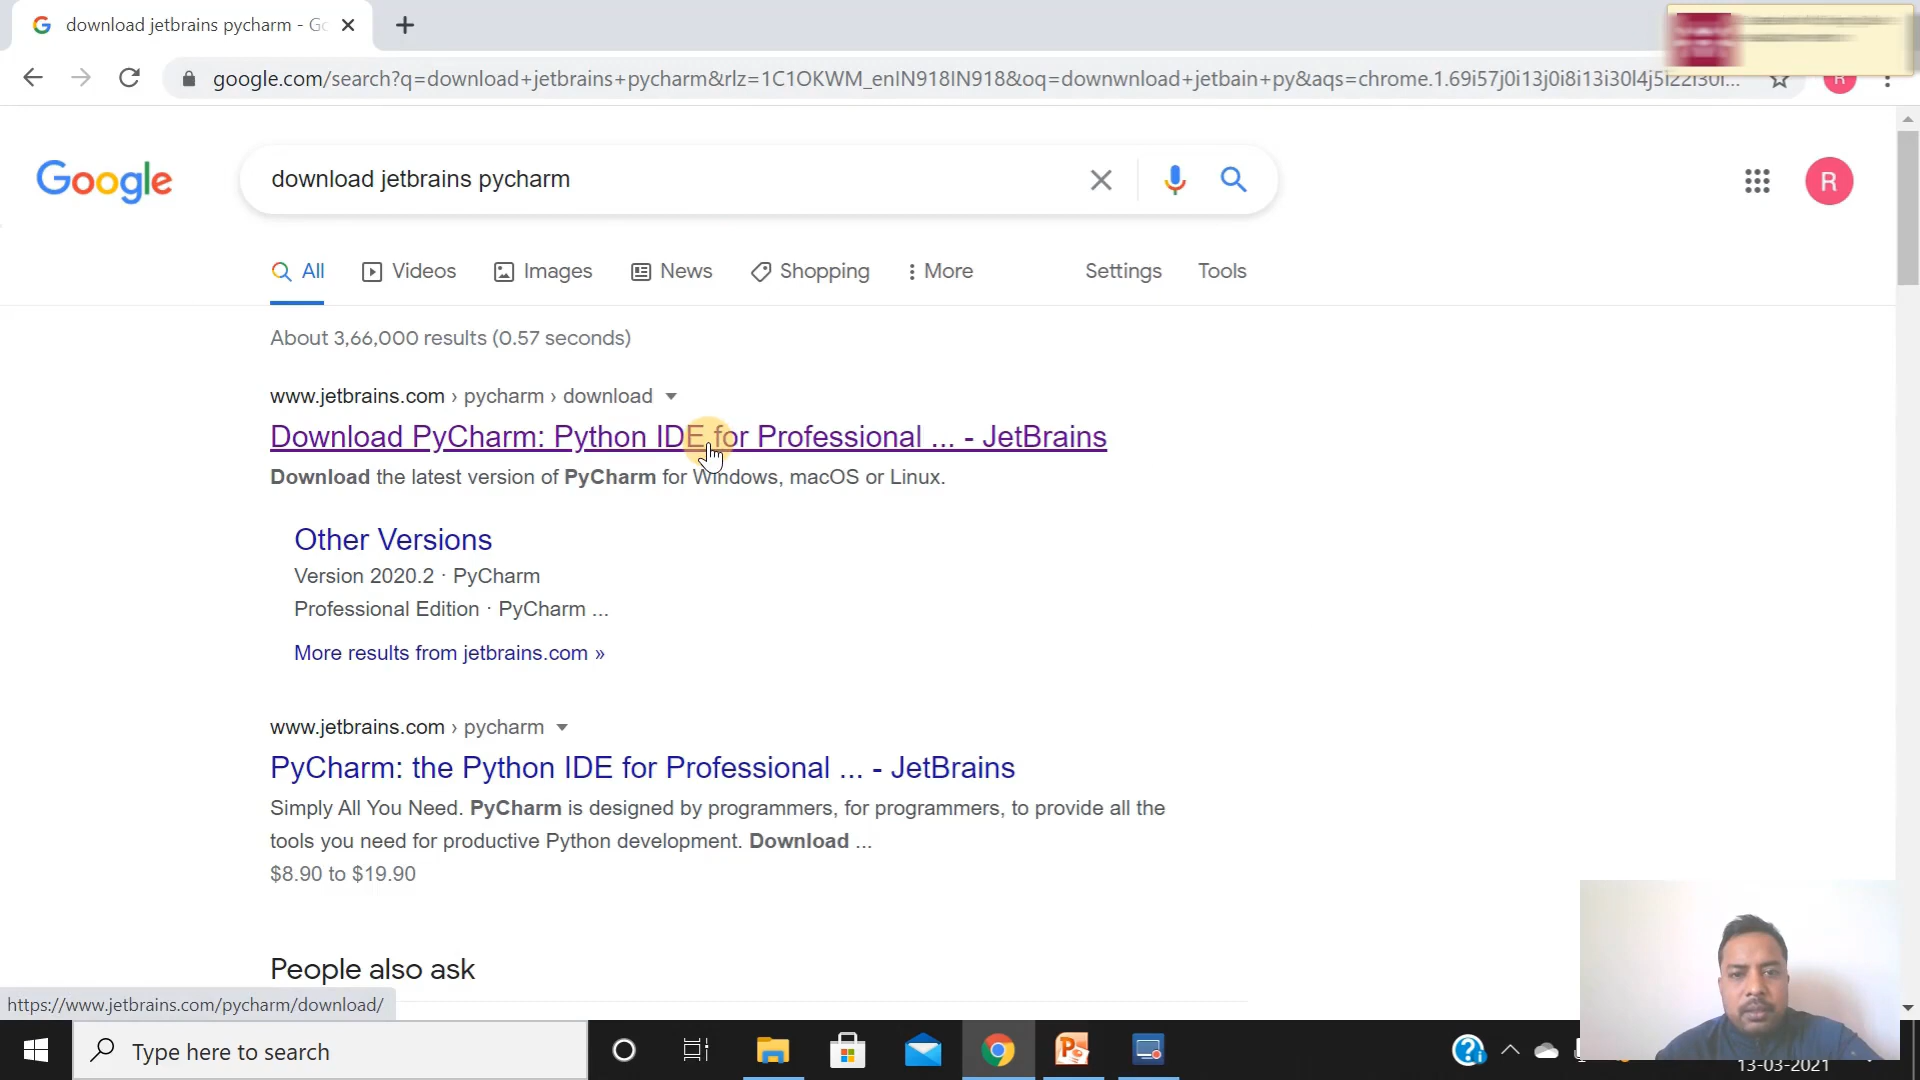 download jetbrains pycharm - Go
google.com/search?q=download+jetbrains+pycharm&rlz=1C1OKWM_enIN918IN918&oq=downwnload+jetbain+py&aqs=chrome.1.69i57j0i13j0i8i13i30l4j5i22i30l...
R
Google
download jetbrains pycharm
R
All
Videos
Images
News
Shopping
More
Settings
Tools
About 3,66,000 results (0.57 seconds)
www.jetbrains.com › pycharm › download
Download PyCharm: Python IDE for Professional ... - JetBrains
Download the latest version of PyCharm for Windows, macOS or Linux.
Other Versions
Version 2020.2 · PyCharm
Professional Edition · PyCharm ...
More results from jetbrains.com »
www.jetbrains.com › pycharm
PyCharm: the Python IDE for Professional ... - JetBrains
Simply All You Need. PyCharm is designed by programmers, for programmers, to provide all the
tools you need for productive Python development. Download ...
$8.90 to $19.90
People also ask
https://www.jetbrains.com/pycharm/download/
Type here to search
13-03-2021